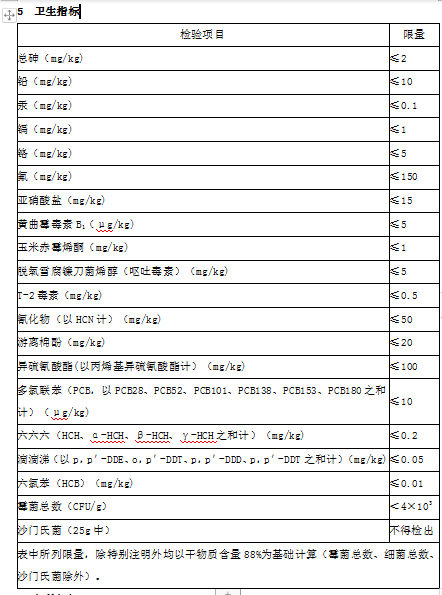 5 卫生指标
检验项目 限量
总砷（mg/kg） ≤2
铅（mg/kg） ≤10
汞（mg/kg） ≤0.1
镉（mg/kg） ≤1
铬（mg/kg） ≤5
氟（mg/kg） ≤150
亚硝酸盐（mg/kg） ≤15
黄曲霉毒素 B₁（μg/kg） ≤5
玉米赤霉烯酮（mg/kg） ≤1
脱氧雪腐镰刀菌烯醇（呕吐毒素）（mg/kg） ≤5
T-2 毒素（mg/kg） ≤0.5
氰化物（以 HCN 计）（mg/kg） ≤50
游离棉酚（mg/kg） ≤20
异硫氰酸酯(以丙烯基异硫氰酸酯计）（mg/kg） ≤100
多氯联苯（PCB，以 PCB28、PCB52、PCB101、PCB138、PCB153、PCB180 之和
计）（μg/kg） ≤10
六六六（HCH、α-HCH、β-HCH、γ-HCH 之和计）（mg/kg） ≤0.2
滴滴涕（以 p，p′-DDE、o，p′-DDT、p，p′-DDD、p，p′-DDT 之和计）（mg/kg） ≤0.05
六氯苯（HCB）（mg/kg） ≤0.01
霉菌总数（CFU/g） <4×10³
沙门氏菌（25g 中） 不得检出
表中所列限量，除特别注明外均以干物质含量 88%为基础计算（霉菌总数、细菌总数、
沙门氏菌除外）.